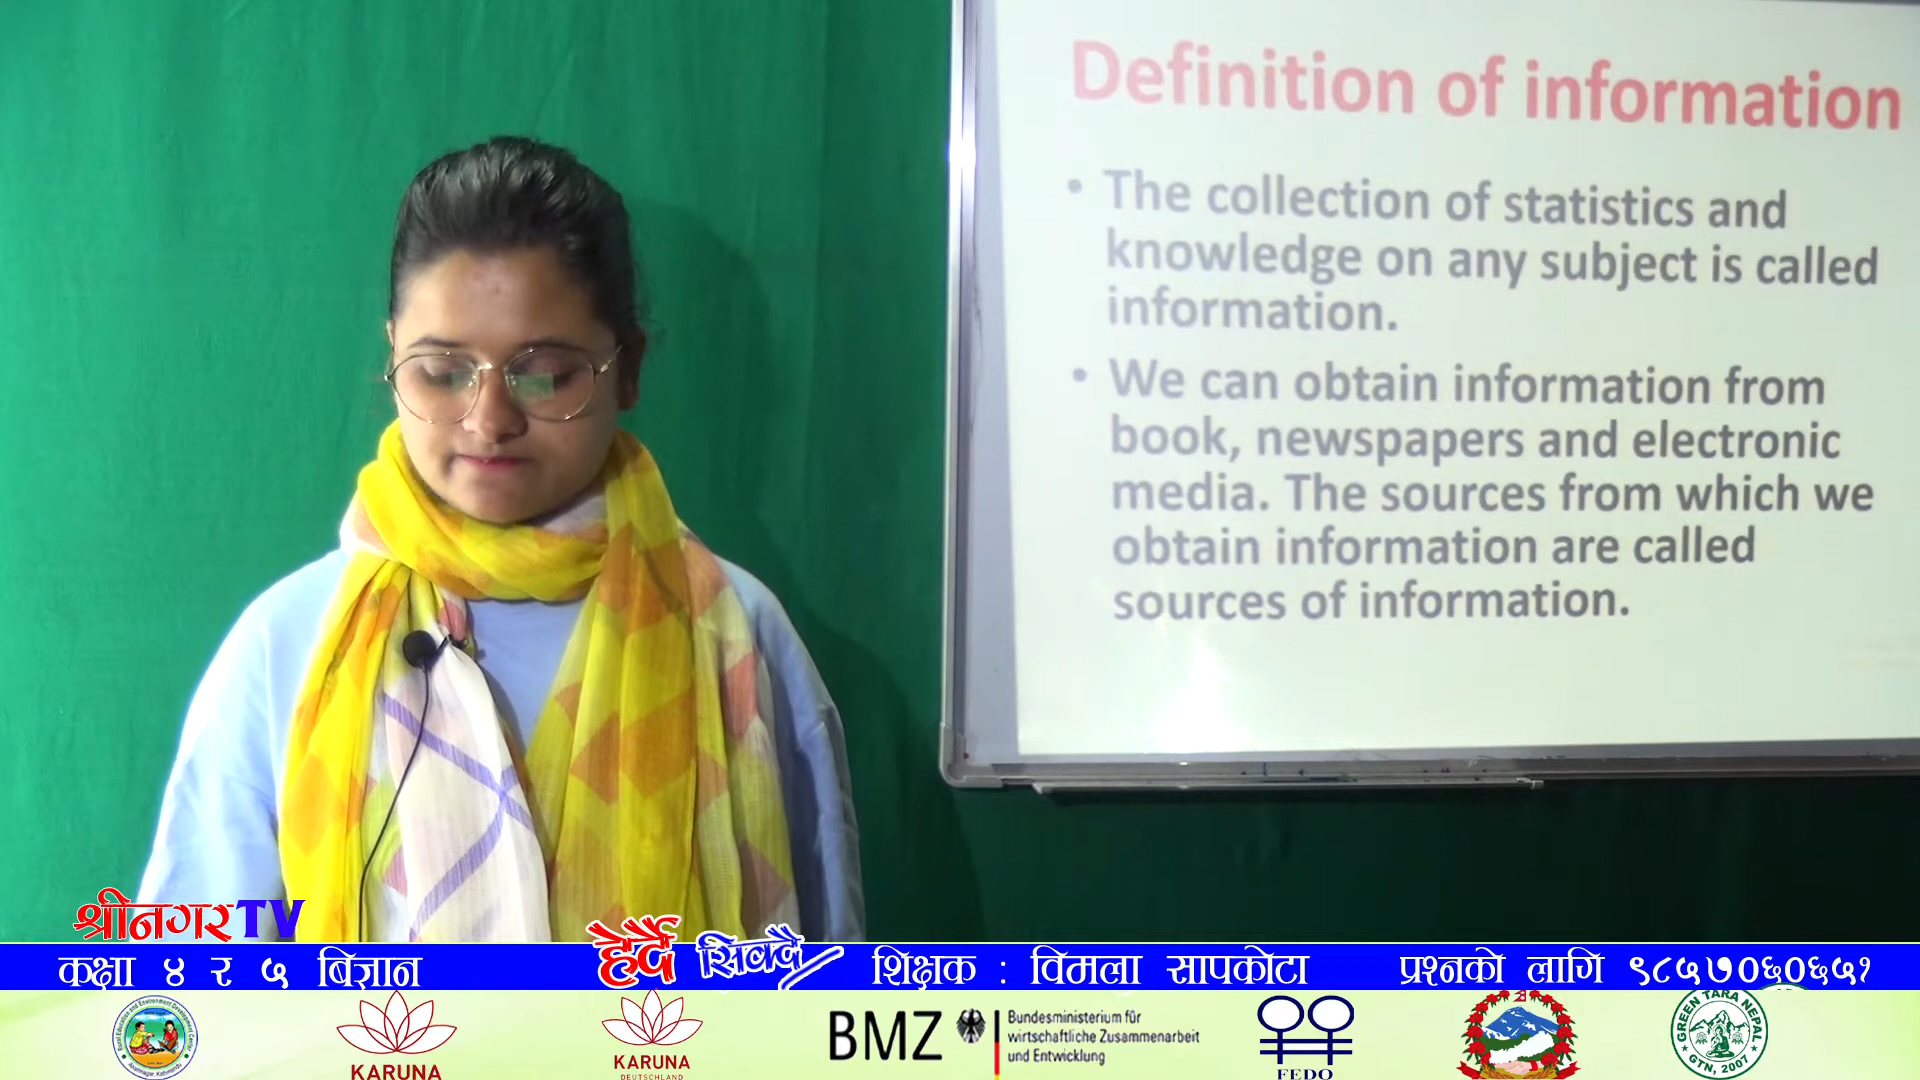 Definition of information
• The collection of statistics and
knowledge on any subject is called
information.
• We can obtain information from
book, newspapers and electronic
media. The sources from which we
obtain information are called
sources of information.
श्रीनगर TV
कक्षा ४ र ५ बिज्ञान
हेर्दै सिक्दै
शिक्षक : विमला सापकोटा
प्रश्नको लागि ९८५७०६०६५१
KARUNA
KARUNA
DEUTSCHLAND
BMZ
Bundesministerium für
wirtschaftliche Zusammenarbeit
und Entwicklung
FEDO
GREEN TARA NEPAL
GTN, 2007